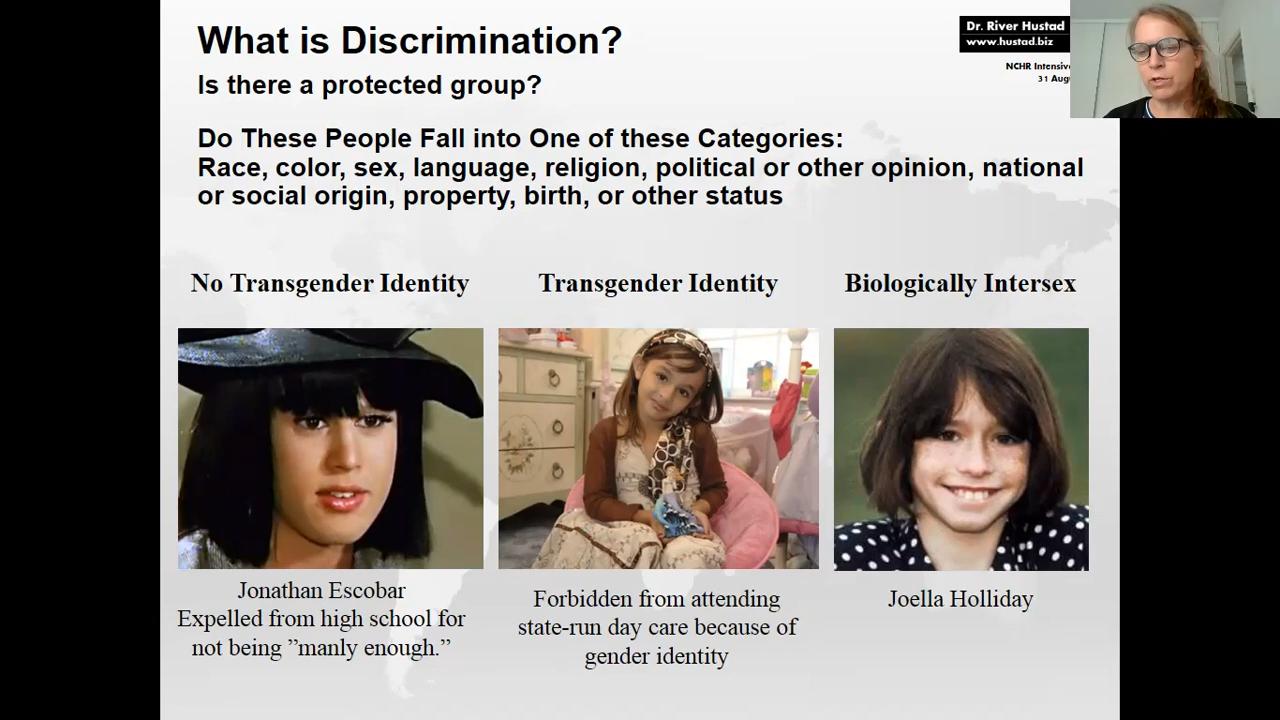 What is Discrimination?
Is there a protected group?
Do These People Fall into One of these Categories:
Race, color, sex, language, religion, political or other opinion, national
or social origin, property, birth, or other status
Dr. River Hustad
www.hustad.biz
NCHR Intensive
31 Aug
No Transgender Identity
Transgender Identity
Biologically Intersex
Jonathan Escobar
Expelled from high school for
not being ”manly enough.”
Forbidden from attending
state-run day care because of
gender identity
Joella Holliday